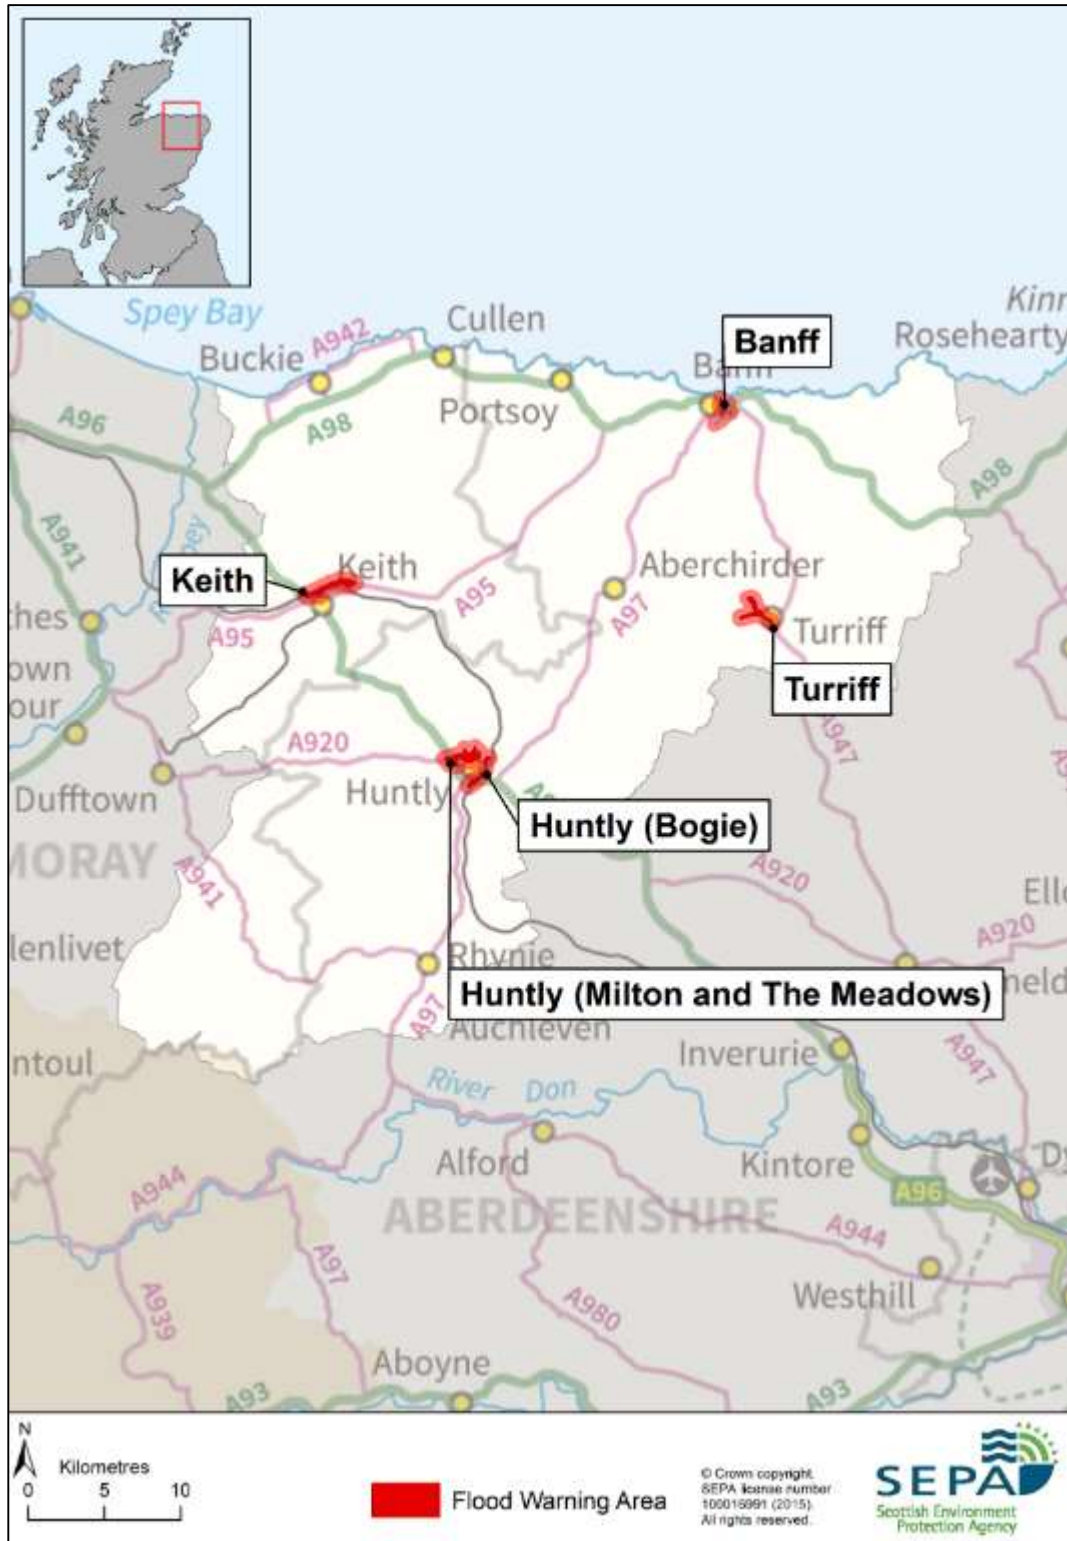 Spey Bay
Kinn
Rosehearty
Cullen
A942
Buckie
Banff
Portsoy
A98
A96
A98
A941
Keith
Keith
Aberchirder
A95
A97
A95
Turriff
Turriff
A947
A920
Huntly
Dufftown
Huntly (Bogie)
MORAY
A941
A920
A920
Rhynie
Huntly (Milton and The Meadows)
A97
Auchleven
Inverurie
A947
River Don
Alford
Kintore
A944
ABERDEENSHIRE
A96
A944
A97
A939
A980
Westhill
Aboyne
A93
A93
N
Kilometres
0 5 10
Flood Warning Area
© Crown copyright.
SEPA license number
100016991 (2015).
All rights reserved.
SEPA
Scottish Environment
Protection Agency